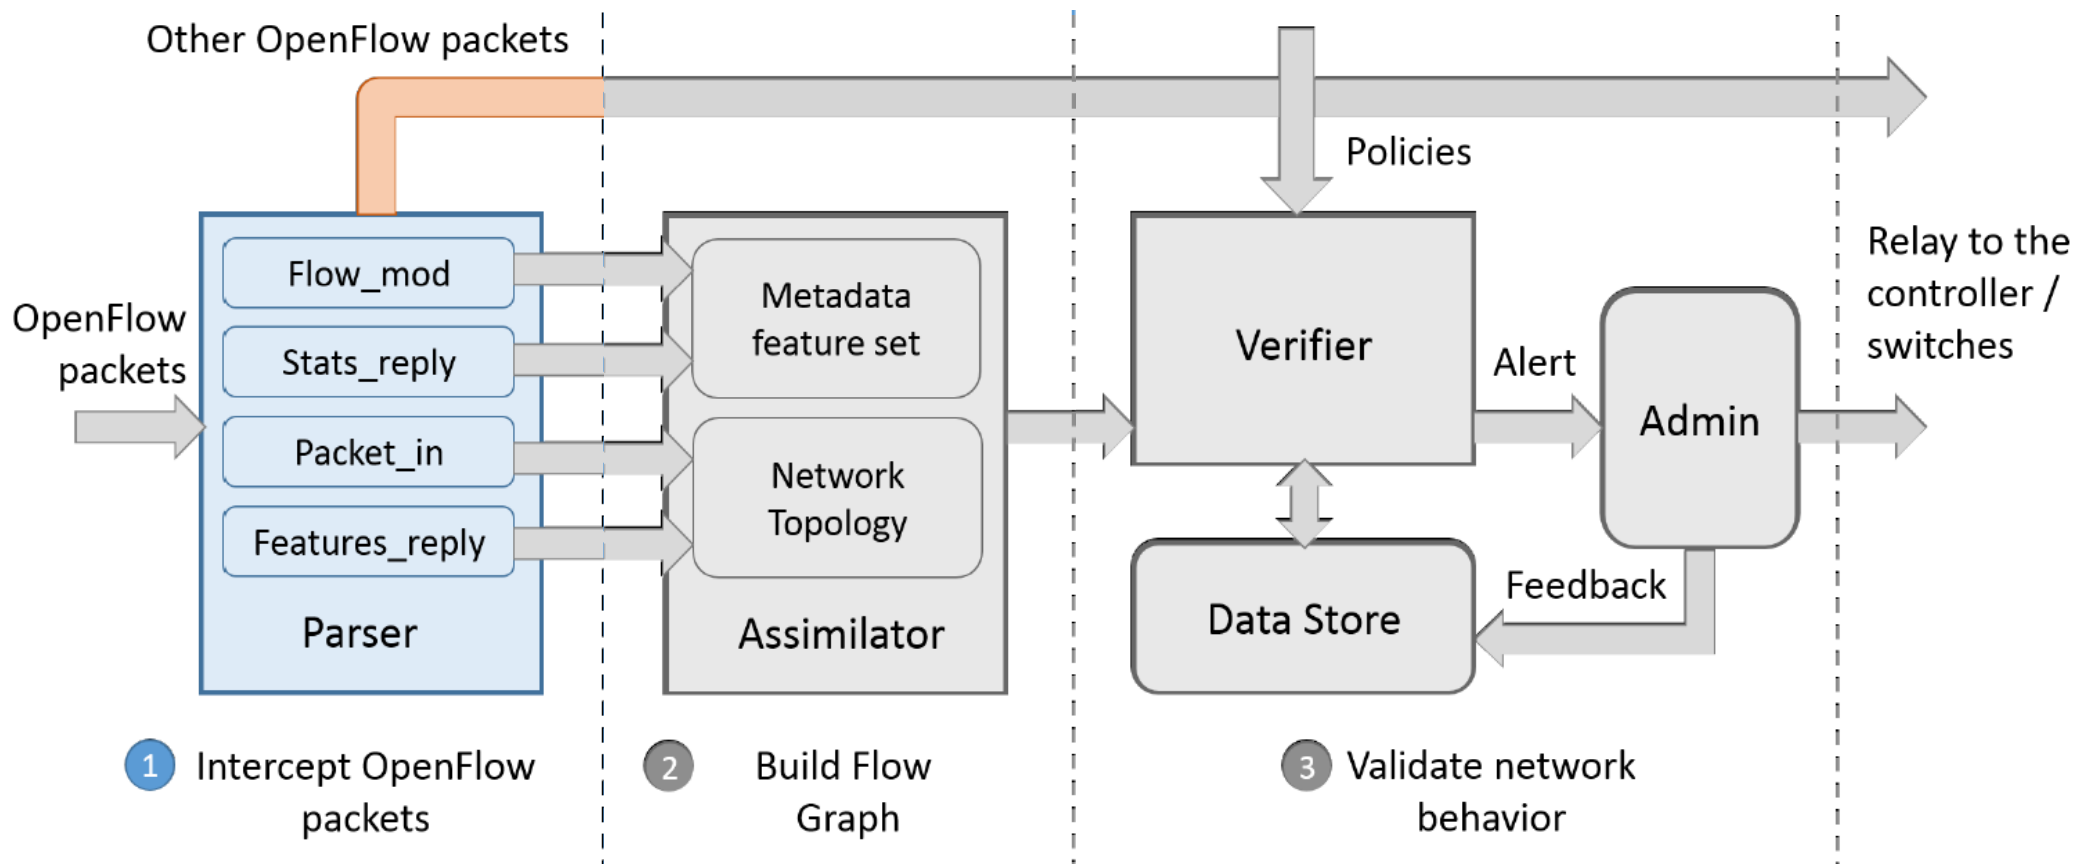 Other OpenFlow packets
Policies
OpenFlow
packets
Flow_mod
Stats_reply
Packet_in
Features_reply
Parser
Metadata
feature set
Network
Topology
Assimilator
Verifier
Alert
Admin
Data Store
Feedback
Relay to the
controller /
switches
1 Intercept OpenFlow
packets
2 Build Flow
Graph
3 Validate network
behavior